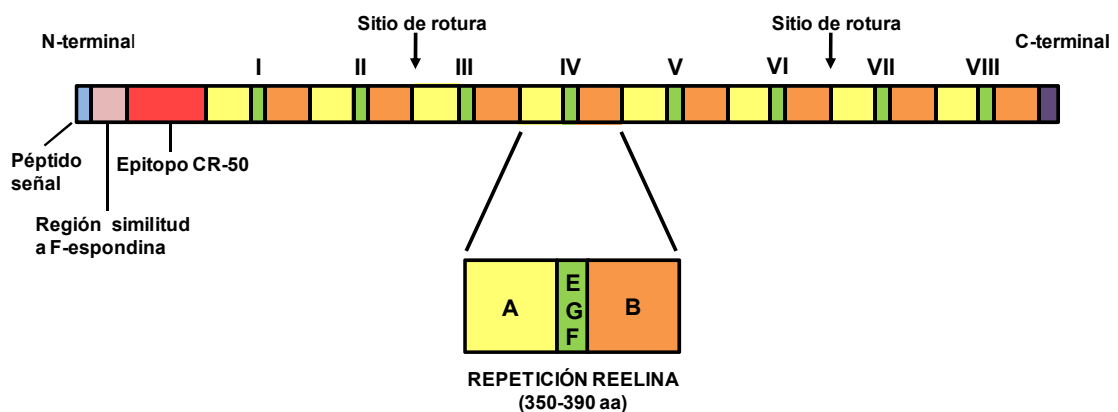 Sitio de rotura
Sitio de rotura
N-terminal
C-terminal
I
II
III
IV
V
VI
VII
VIII
Péptido
señal
Epitopo CR-50
Región similitud
a F-espondina
A
E
G
F
B
REPETICIÓN REELINA
(350-390 aa)